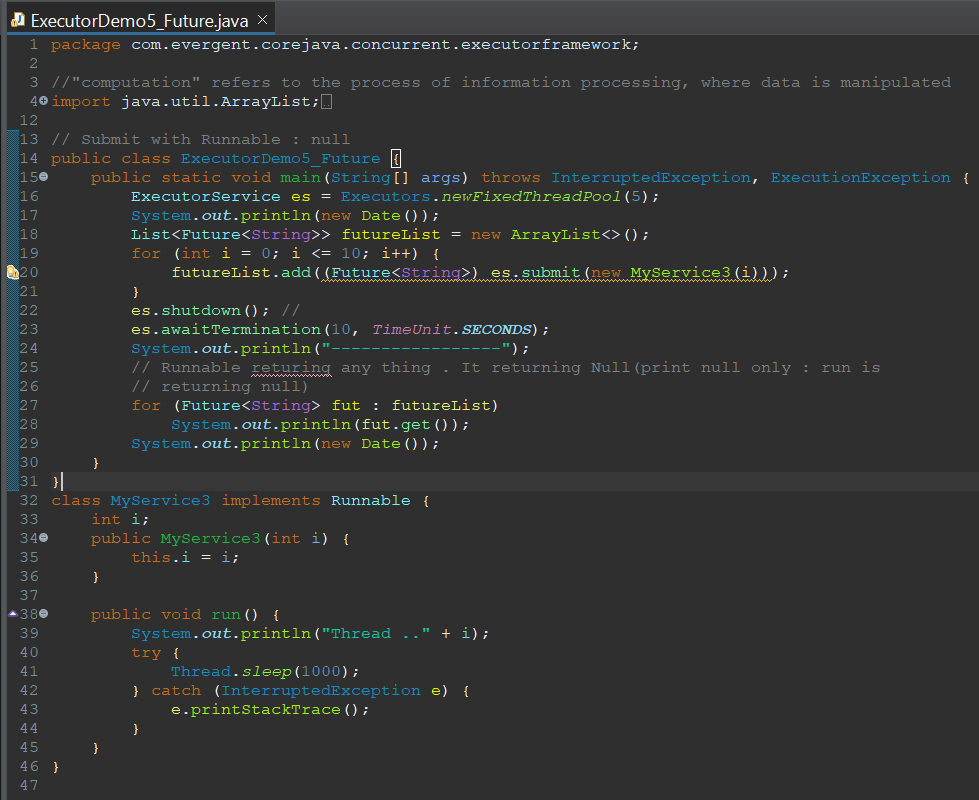 ExecutorDemo5_Future.java
1 package com.evergent.corejava.concurrent.executorframework;
2
3 //"computation" refers to the process of information processing, where data is manipulated
4 import java.util.ArrayList;
12
13 // Submit with Runnable : null
14 public class ExecutorDemo5_Future {
15     public static void main(String[] args) throws InterruptedException, ExecutionException {
16         ExecutorService es = Executors.newFixedThreadPool(5);
17         System.out.println(new Date());
18         List<Future<String>> futureList = new ArrayList<>();
19         for (int i = 0; i <= 10; i++) {
20             futureList.add((Future<String>) es.submit(new MyService3(i)));
21         }
22         es.shutdown(); //
23         es.awaitTermination(10, TimeUnit.SECONDS);
24         System.out.println("-----------------");
25         // Runnable returing any thing . It returning Null(print null only : run is
26         // returning null)
27         for (Future<String> fut : futureList)
28             System.out.println(fut.get());
29         System.out.println(new Date());
30     }
31 }
32 class MyService3 implements Runnable {
33     int i;
34     public MyService3(int i) {
35         this.i = i;
36     }
37
38     public void run() {
39         System.out.println("Thread .." + i);
40         try {
41             Thread.sleep(1000);
42         } catch (InterruptedException e) {
43             e.printStackTrace();
44         }
45     }
46 }
47